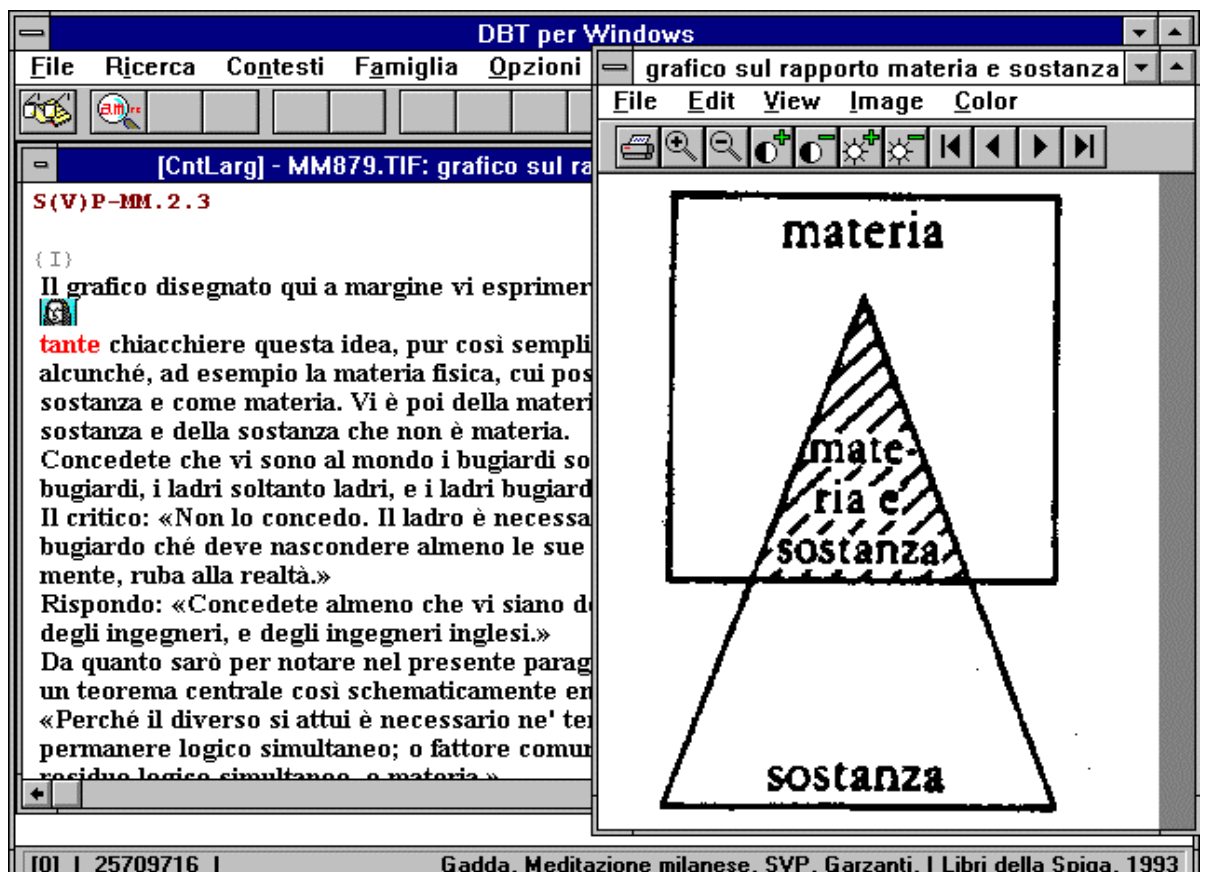 DBT per Windows
File Ricerca Contesti Famiglia Opzioni
[CntLarg] - MM879.TIF: grafico sul ra
S(V)P-MM.2.3
{I}
Il grafico disegnato qui a margine vi esprimer
tante chiacchiere questa idea, pur così sempli
alcunché, ad esempio la materia fisica, cui pos
sostanza e come materia. Vi è poi della materi
sostanza e della sostanza che non è materia.
Concedete che vi sono al mondo i bugiardi so
bugiardi, i ladri soltanto ladri, e i ladri bugiard
Il critico: «Non lo concedo. Il ladro è necessa
bugiardo ché deve nascondere almeno le sue
mente, ruba alla realtà.»
Rispondo: «Concedete almeno che vi siano d
degli ingegneri, e degli ingegneri inglesi.»
Da quanto sarò per notare nel presente parag
un teorema centrale così schematicamente en
«Perché il diverso si attui è necessario ne' ter
permanere logico simultaneo; o fattore comur
residuo logico simultaneo, o materia.»
grafico sul rapporto materia e sostanza
File Edit View Image Color
materia
mate-
ria e
sostanza
sostanza
[0] | 25709716 | Gadda, Meditazione milanese, SVP, Garzanti, I Libri della Spiga, 1993